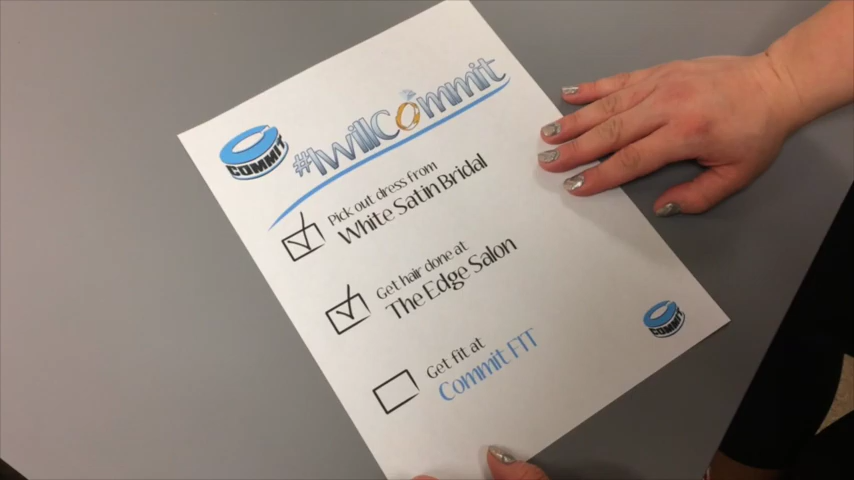 COMMIT
#IwillCommit
Pick out dress from
White Satin Bridal
Get hair done at
The Edge Salon
Get fit at
Commit FIT
COMMIT